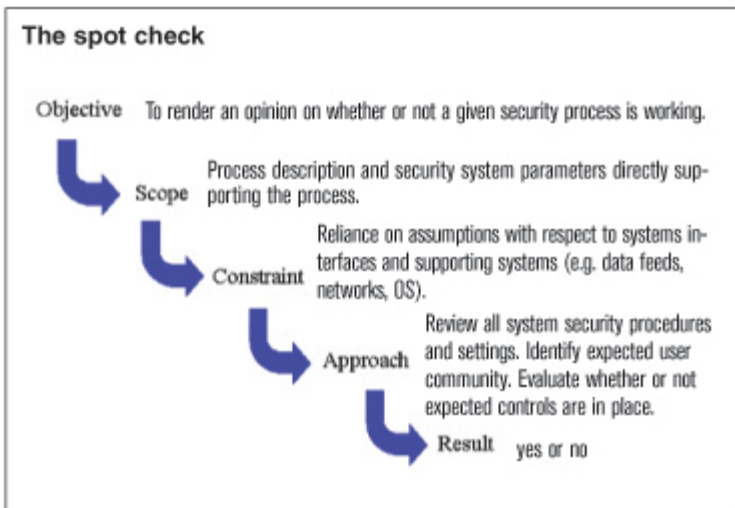 The spot check
Objective To render an opinion on whether or not a given security process is working.
Scope Process description and security system parameters directly sup-
porting the process.
Constraint Reliance on assumptions with respect to systems in-
terfaces and supporting systems (e.g. data feeds,
networks, OS).
Approach Review all system security procedures
and settings. Identify expected user
community. Evaluate whether or not
expected controls are in place.
Result yes or no